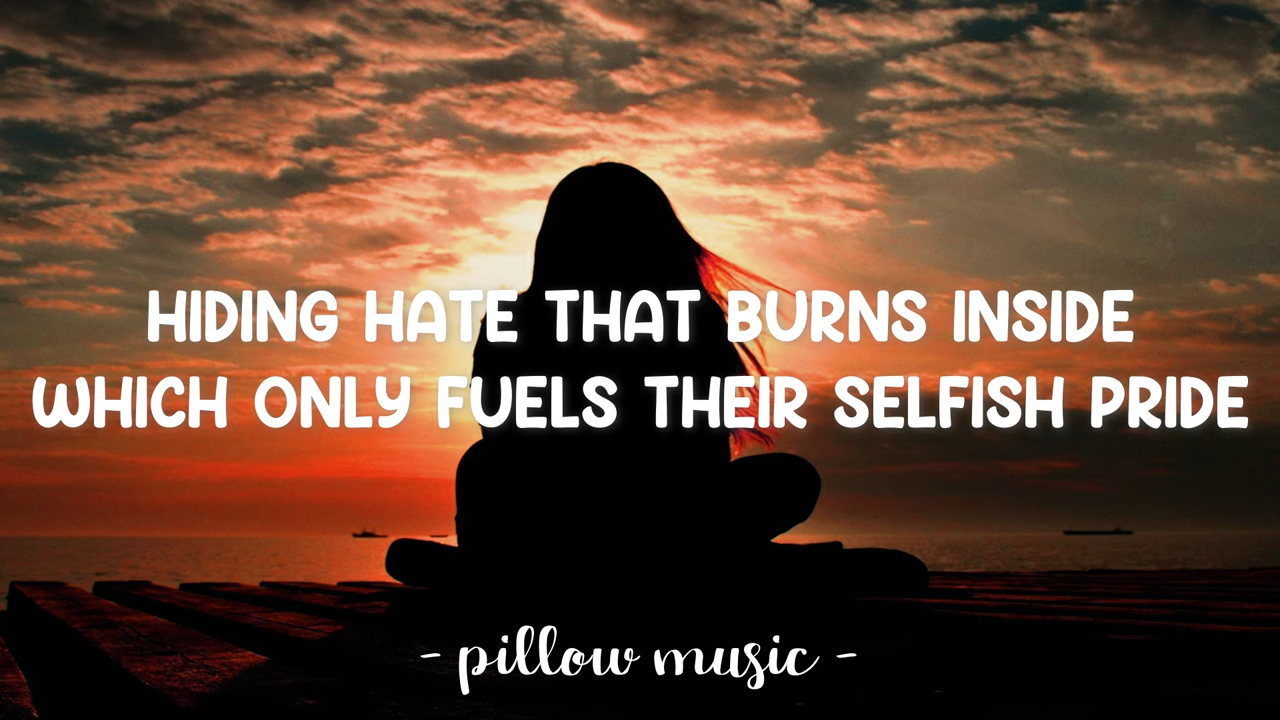 HIDING HATE THAT BURNS INSIDE
WHICH ONLY FUELS THEIR SELFISH PRIDE
- pillow music -